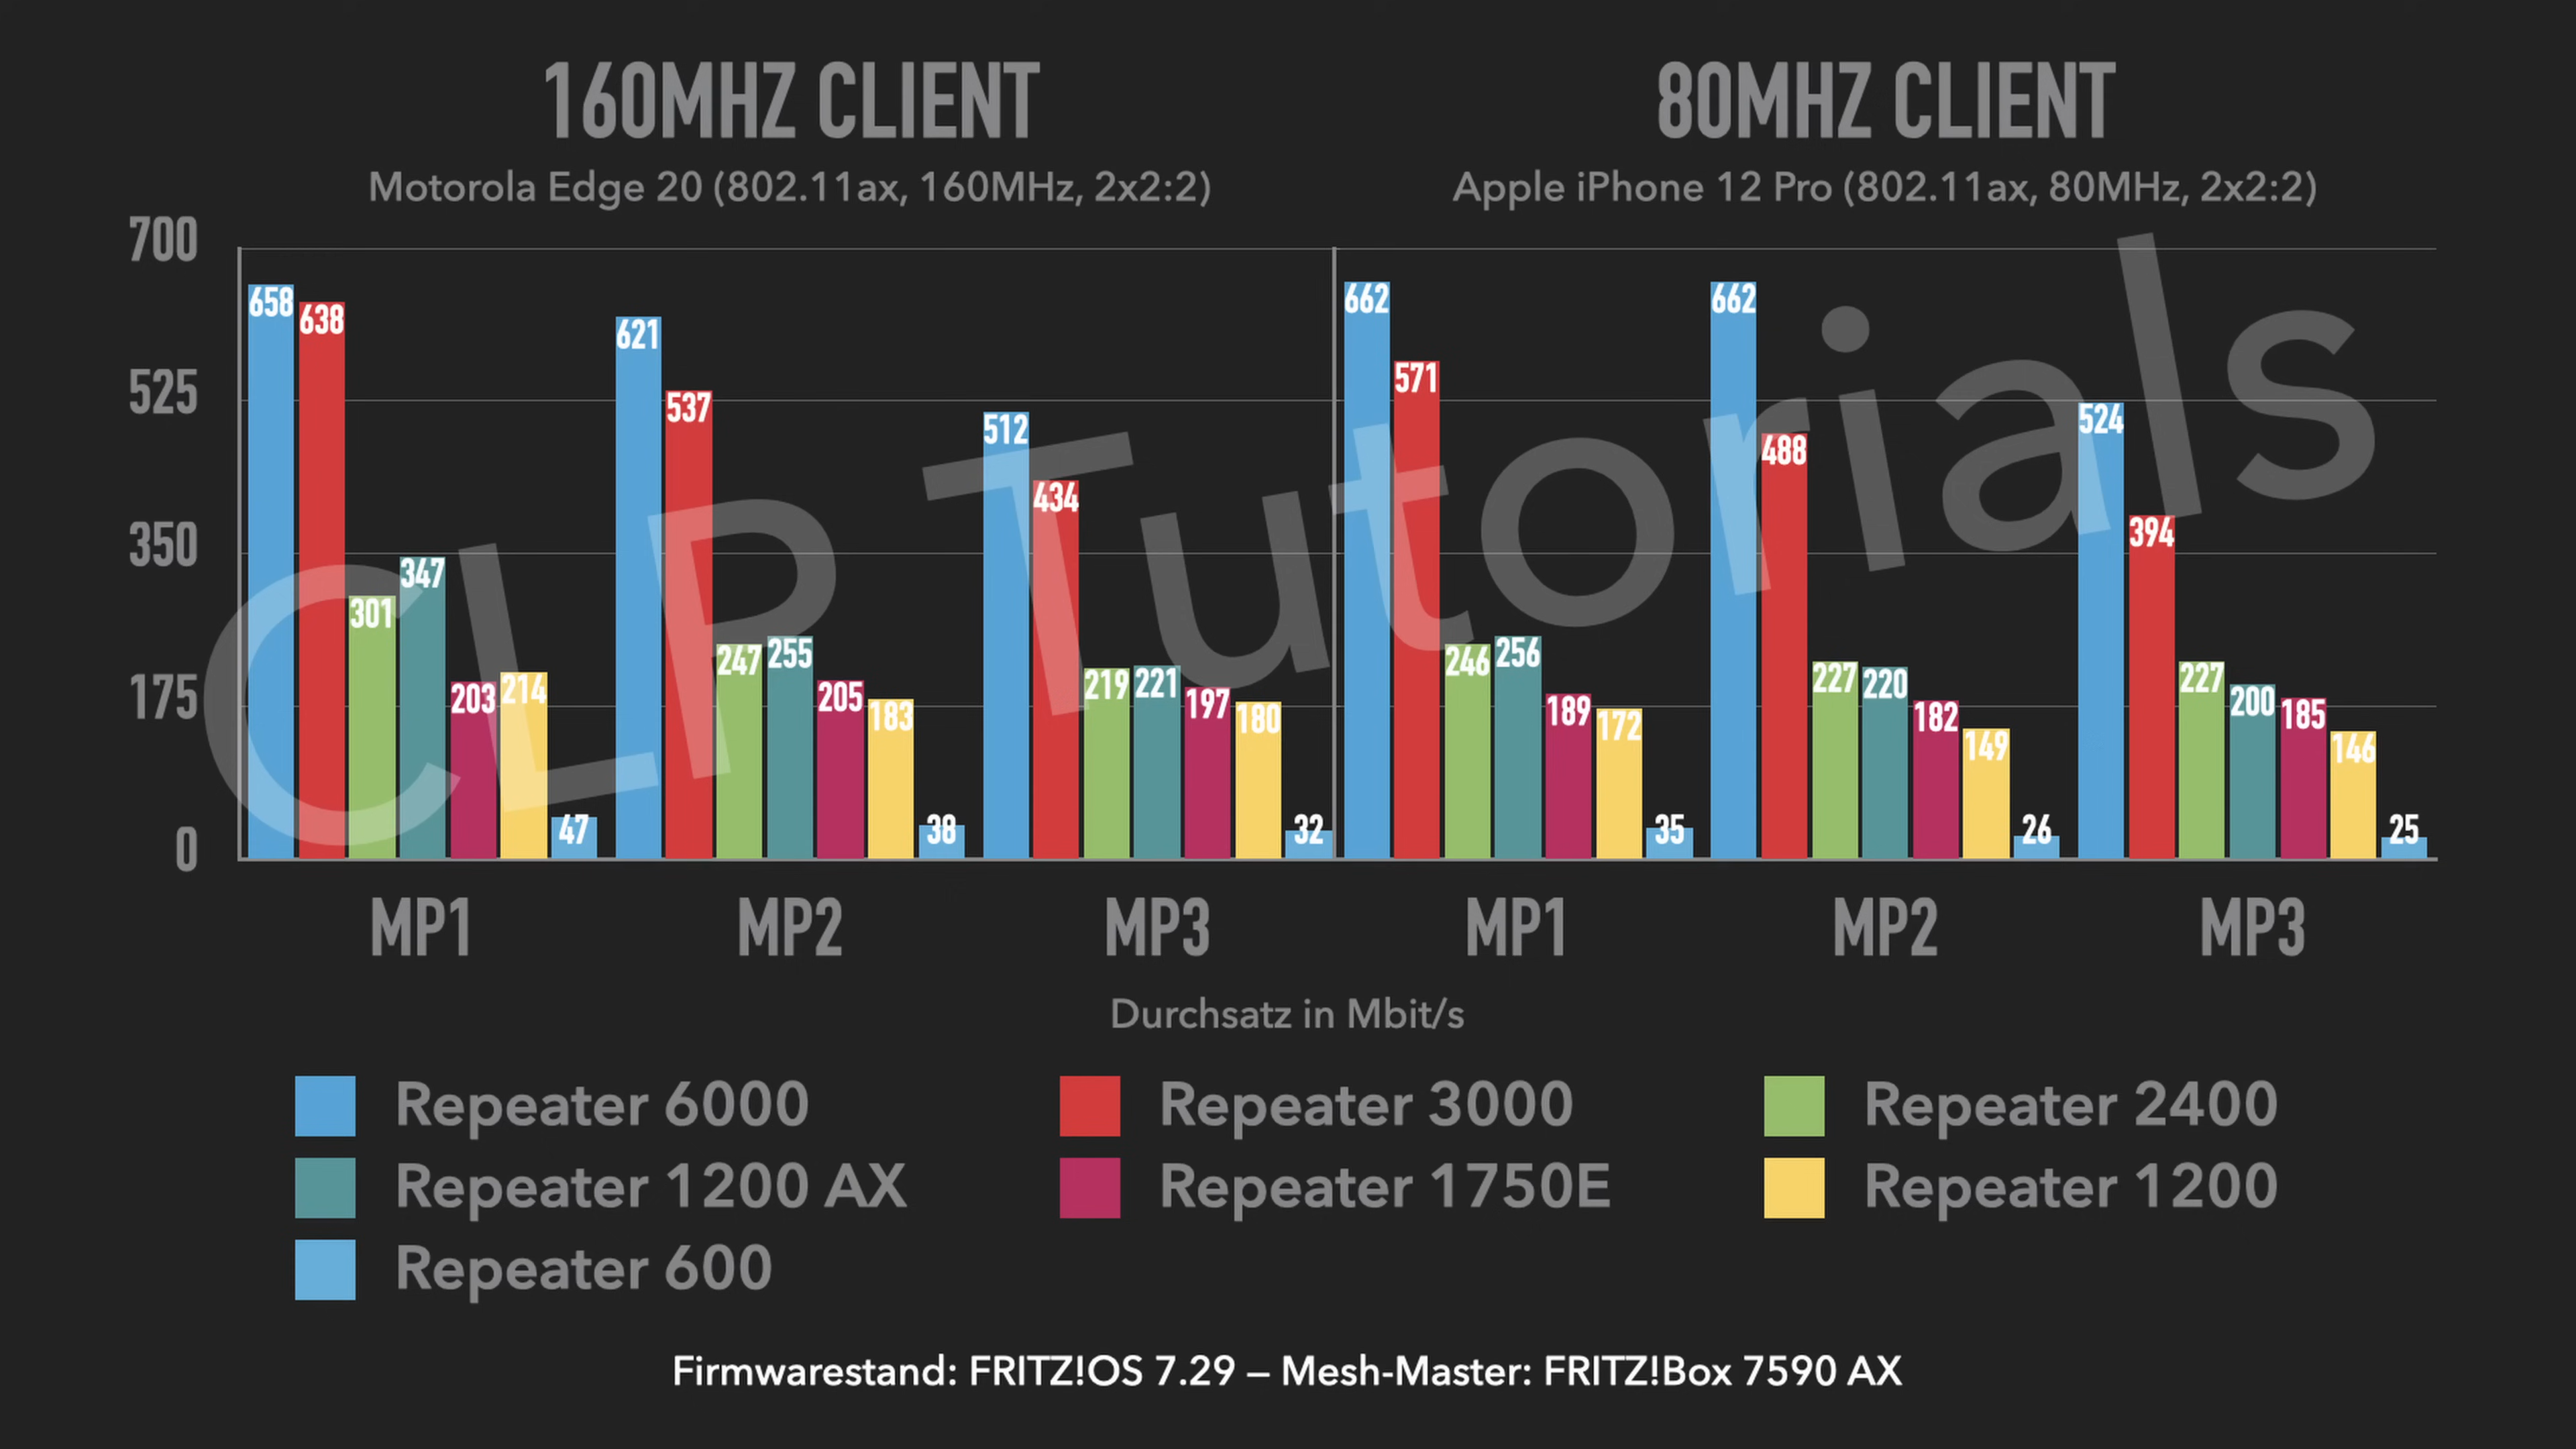 160MHZ CLIENT
Motorola Edge 20 (802.11ax, 160MHz, 2x2:2)
80MHZ CLIENT
Apple iPhone 12 Pro (802.11ax, 80MHz, 2x2:2)
700
525
350
175
0
658 638 301 347 203 214 47
621 537 247 255 205 183 38
512 434 219 221 197 180 32
662 571 246 256 189 172 35
662 488 227 220 182 149 26
524 394 227 200 185 146 25
CLP Tutorials
MP1 MP2 MP3 MP1 MP2 MP3
Durchsatz in Mbit/s
Repeater 6000 Repeater 3000 Repeater 2400
Repeater 1200 AX Repeater 1750E Repeater 1200
Repeater 600
Firmwarestand: FRITZ!OS 7.29 – Mesh-Master: FRITZ!Box 7590 AX